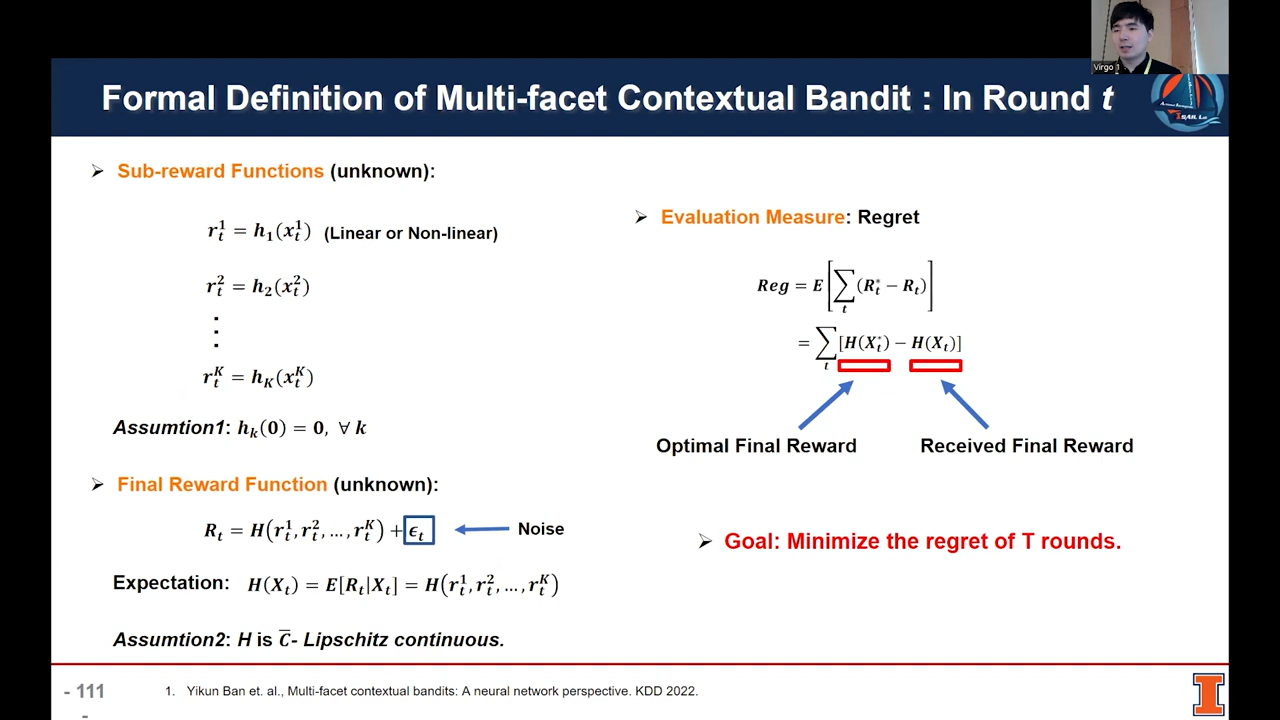 Virgo 1
Formal Definition of Multi-facet Contextual Bandit : In Round t
➢ Sub-reward Functions (unknown):
r_t^1 = h_1(x_t^1) (Linear or Non-linear)
r_t^2 = h_2(x_t^2)
⋮
r_t^K = h_K(x_t^K)
Assumtion1: h_k(0) = 0, ∀ k
➢ Final Reward Function (unknown):
R_t = H(r_t^1, r_t^2, …, r_t^K) + ϵ_t
Noise
Expectation: H(X_t) = E[R_t|X_t] = H(r_t^1, r_t^2, …, r_t^K)
Assumtion2: H is C̅- Lipschitz continuous.
➢ Evaluation Measure: Regret
Reg = E[∑_t (R_t^* − R_t)]
= ∑_t [H(X_t^*) − H(X_t)]
Optimal Final Reward
Received Final Reward
➢ Goal: Minimize the regret of T rounds.
- 111
-
1. Yikun Ban et. al., Multi-facet contextual bandits: A neural network perspective. KDD 2022.
I